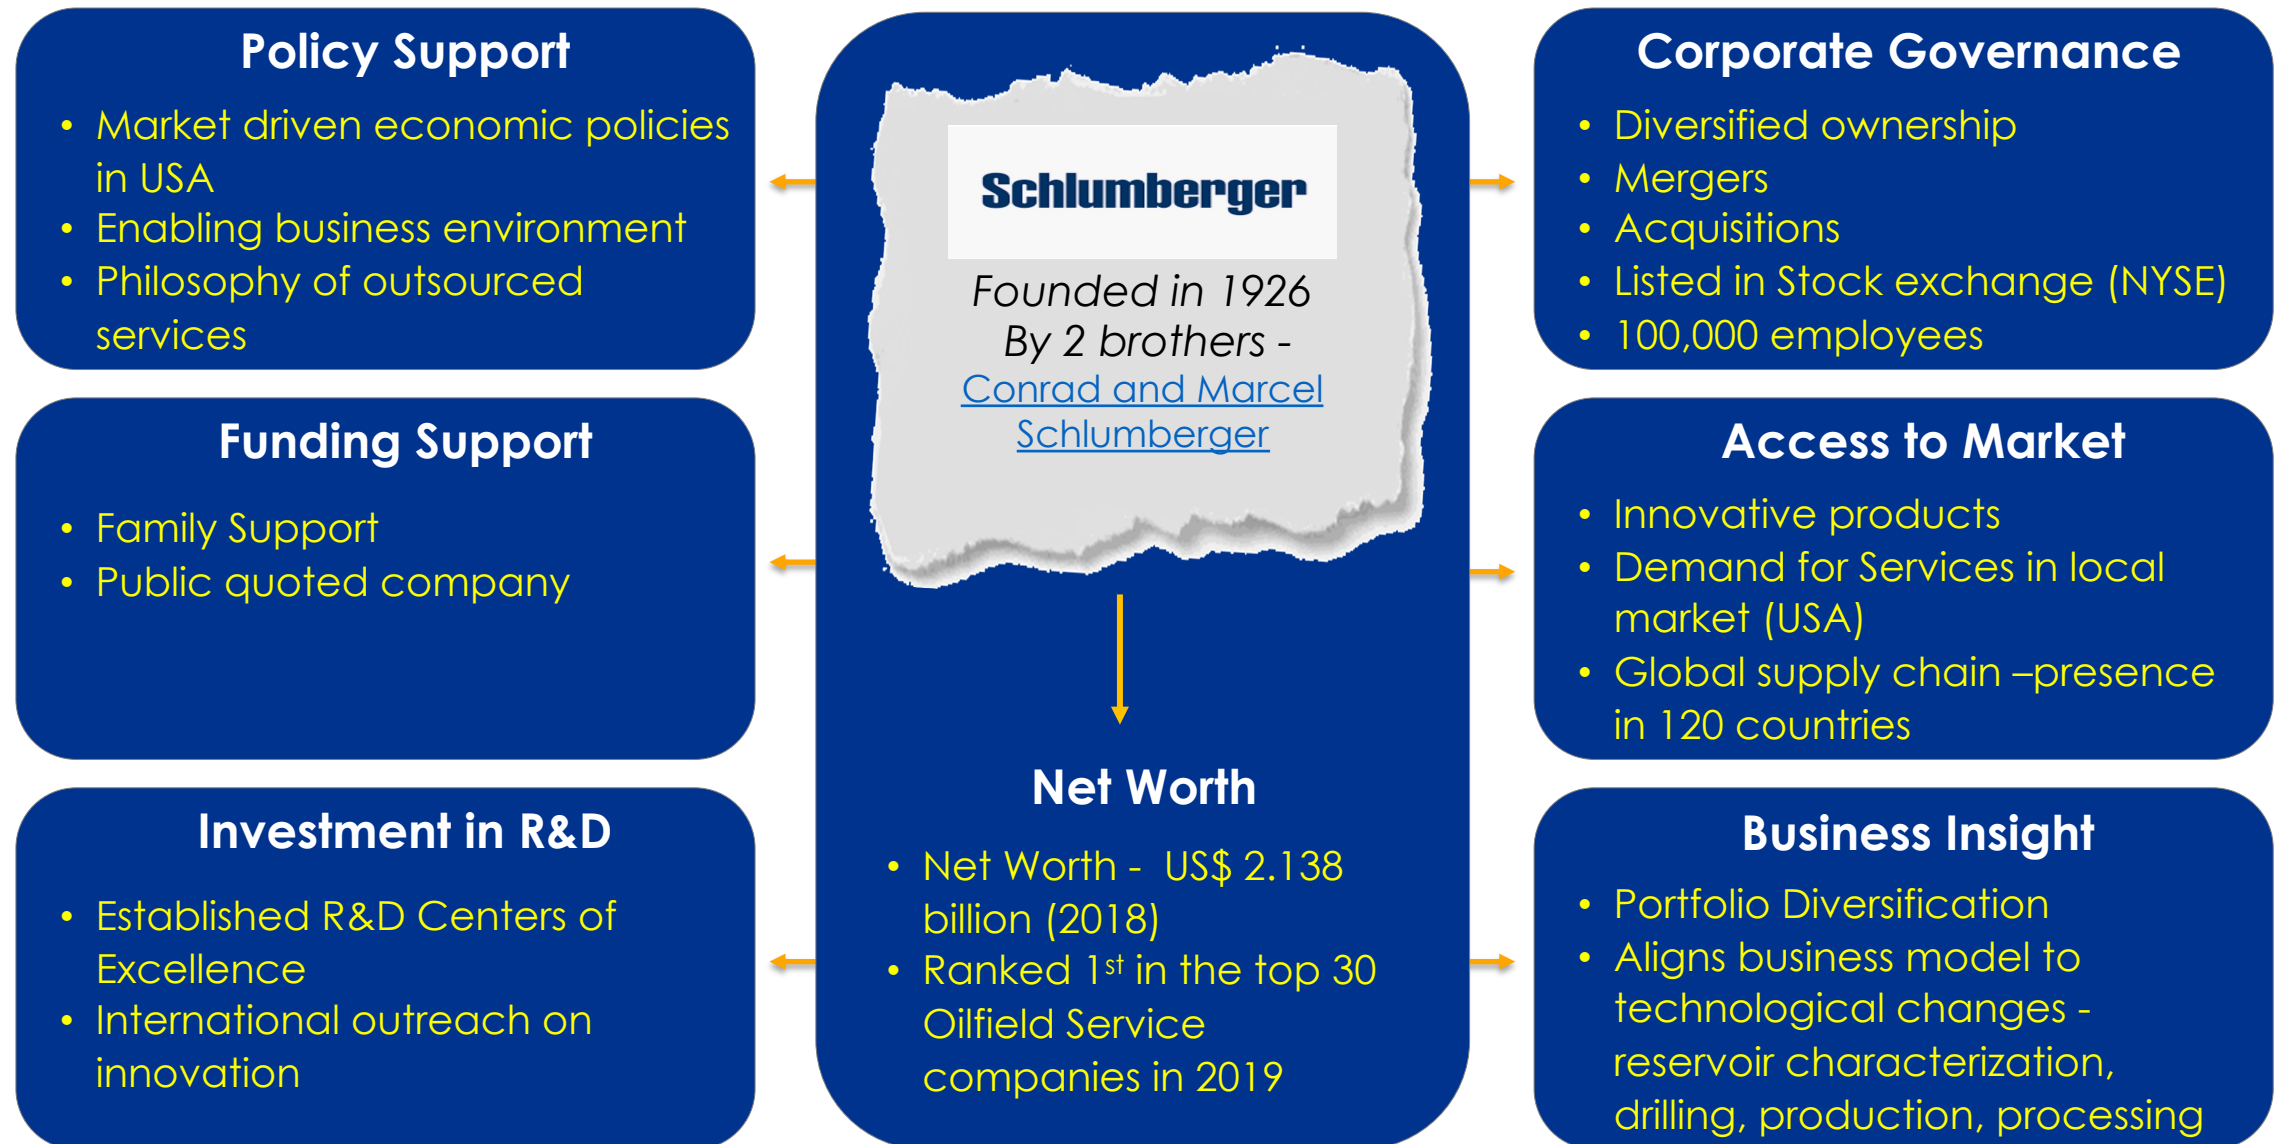 Policy Support
• Market driven economic policies
in USA
• Enabling business environment
• Philosophy of outsourced
services
Funding Support
• Family Support
• Public quoted company
Investment in R&D
• Established R&D Centers of
Excellence
• International outreach on
innovation
Schlumberger
Founded in 1926
By 2 brothers -
Conrad and Marcel
Schlumberger
Net Worth
• Net Worth - US$ 2.138
billion (2018)
• Ranked 1st in the top 30
Oilfield Service
companies in 2019
Corporate Governance
• Diversified ownership
• Mergers
• Acquisitions
• Listed in Stock exchange (NYSE)
• 100,000 employees
Access to Market
• Innovative products
• Demand for Services in local
market (USA)
• Global supply chain –presence
in 120 countries
Business Insight
• Portfolio Diversification
• Aligns business model to
technological changes -
reservoir characterization,
drilling, production, processing